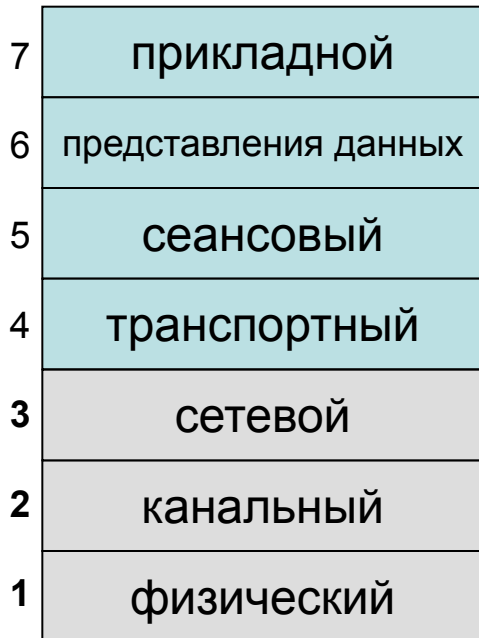 7 прикладной
6 представления данных
5 сеансовый
4 транспортный
3 сетевой
2 канальный
1 физический